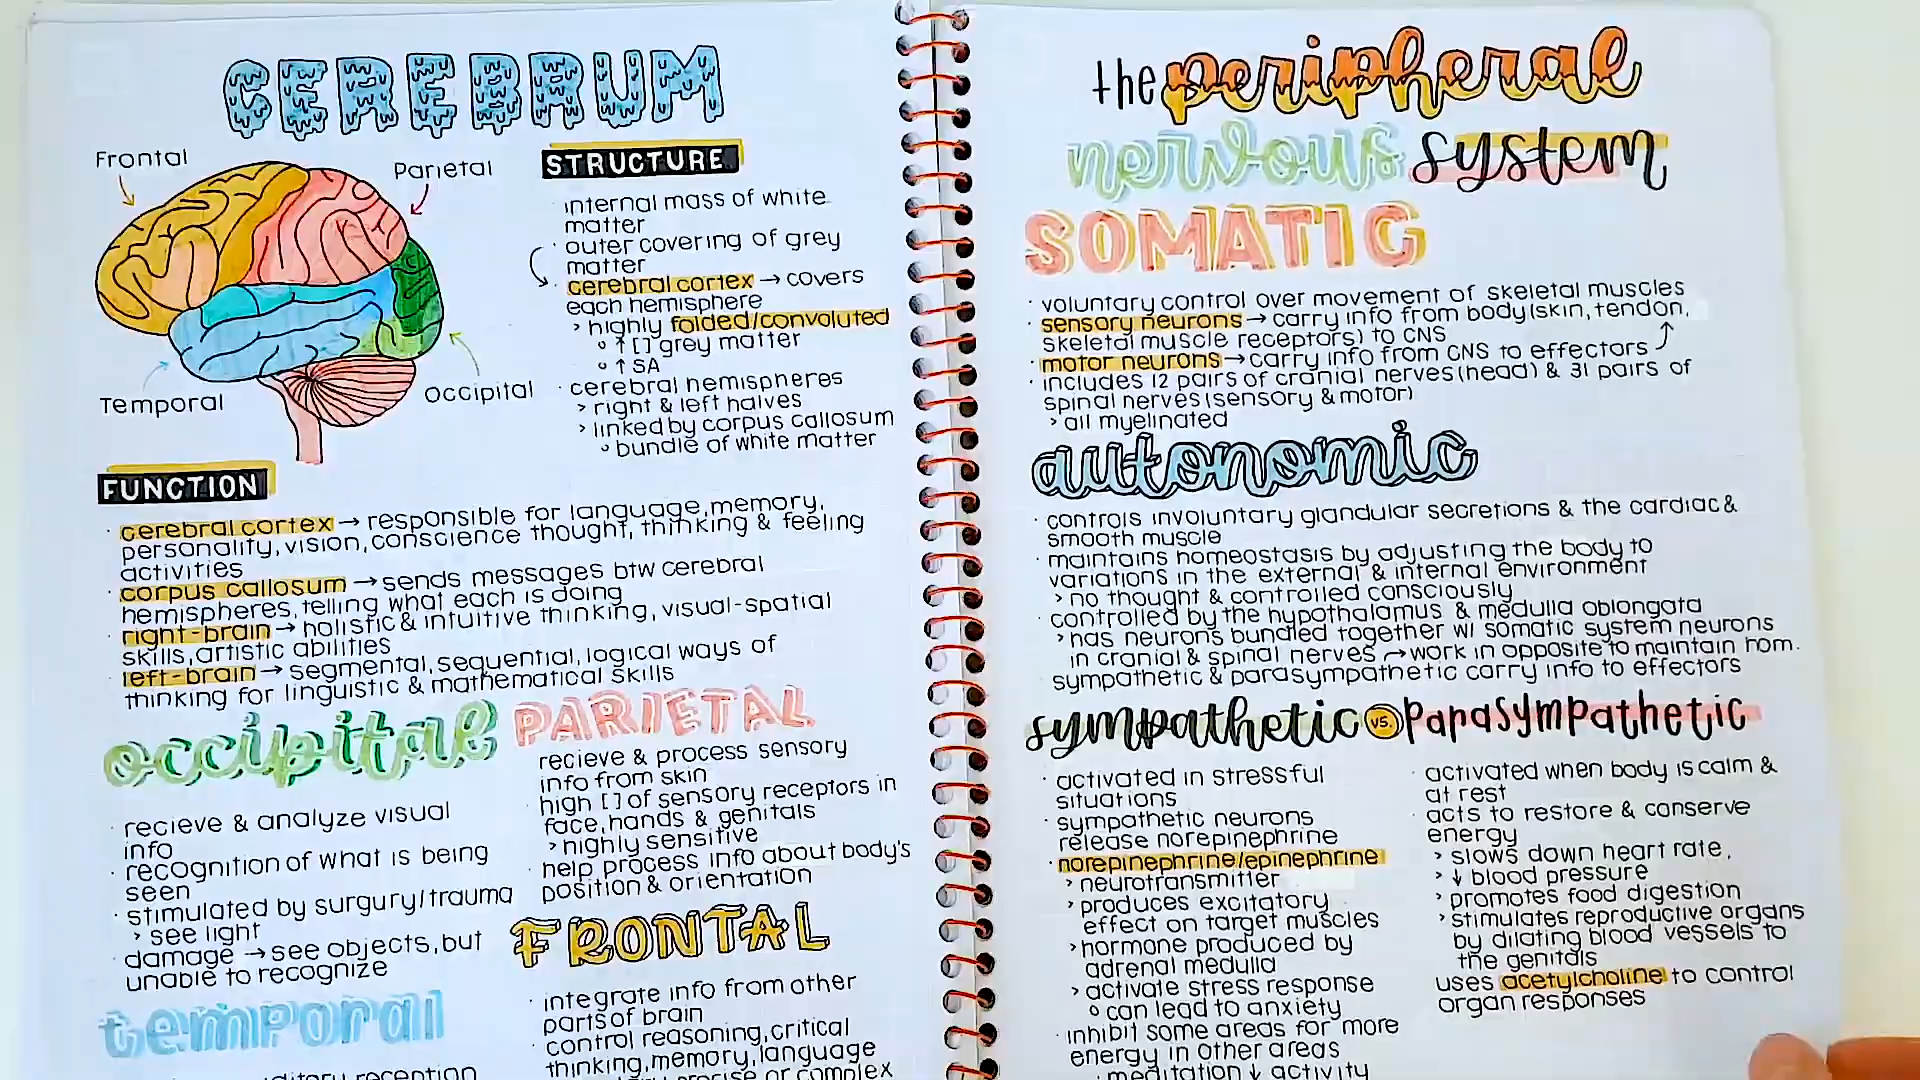 CEREBRUM
Frontal
Parietal
Temporal
Occipital
STRUCTURE
· internal mass of white
matter
· outer covering of grey
matter
· cerebral cortex → covers
each hemisphere
> highly folded/convoluted
° ↑ [ ] grey matter
° ↑ SA
· cerebral hemispheres
> right & left halves
> linked by corpus callosum
° bundle of white matter
FUNCTION
· cerebral cortex → responsible for language, memory,
personality, vision, conscience thought, thinking & feeling
activities
· corpus callosum → sends messages btw cerebral
hemispheres, telling what each is doing
· right-brain → holistic & intuitive thinking, visual-spatial
skills, artistic abilities
· left-brain → segmental, sequential, logical ways of
thinking for linguistic & mathematical skills
occipital
· recieve & analyze visual
info
· recognition of what is being
seen
· stimulated by surgury/trauma
> see light
· damage → see objects, but
unable to recognize
temporal
reception
PARIETAL
· recieve & process sensory
info from skin
· high [ ] of sensory receptors in
face, hands & genitals
> highly sensitive
· help process info about body's
position & orientation
FRONTAL
· integrate info from other
parts of brain
· control reasoning, critical
thinking, memory, language
precise or complex
the peripheral
nervous system
SOMATIC
· voluntary control over movement of skeletal muscles
· sensory neurons → carry info from body (skin, tendon,
skeletal muscle receptors) to CNS
· motor neurons → carry info from CNS to effectors
· includes 12 pairs of cranial nerves (head) & 31 pairs of
spinal nerves (sensory & motor)
> all myelinated
autonomic
· controls involuntary glandular secretions & the cardiac &
smooth muscle
· maintains homeostasis by adjusting the body to
variations in the external & internal environment
> no thought & controlled consciously
· controlled by the hypothalamus & medulla oblongata
> has neurons bundled together w/ somatic system neurons
in cranial & spinal nerves → work in opposite to maintain hom.
· sympathetic & parasympathetic carry info to effectors
sympathetic vs. parasympathetic
· activated in stressful
situations
· sympathetic neurons
release norepinephrine
· norepinephrine/epinephrine
> neurotransmitter
> produces excitatory
effect on target muscles
> hormone produced by
adrenal medulla
> activate stress response
° can lead to anxiety
· inhibit some areas for more
energy in other areas
· meditation ↓ activity
· activated when body is calm &
at rest
· acts to restore & conserve
energy
> slows down heart rate,
> ↓ blood pressure
> promotes food digestion
> stimulates reproductive organs
by dilating blood vessels to
the genitals
uses acetylcholine to control
organ responses